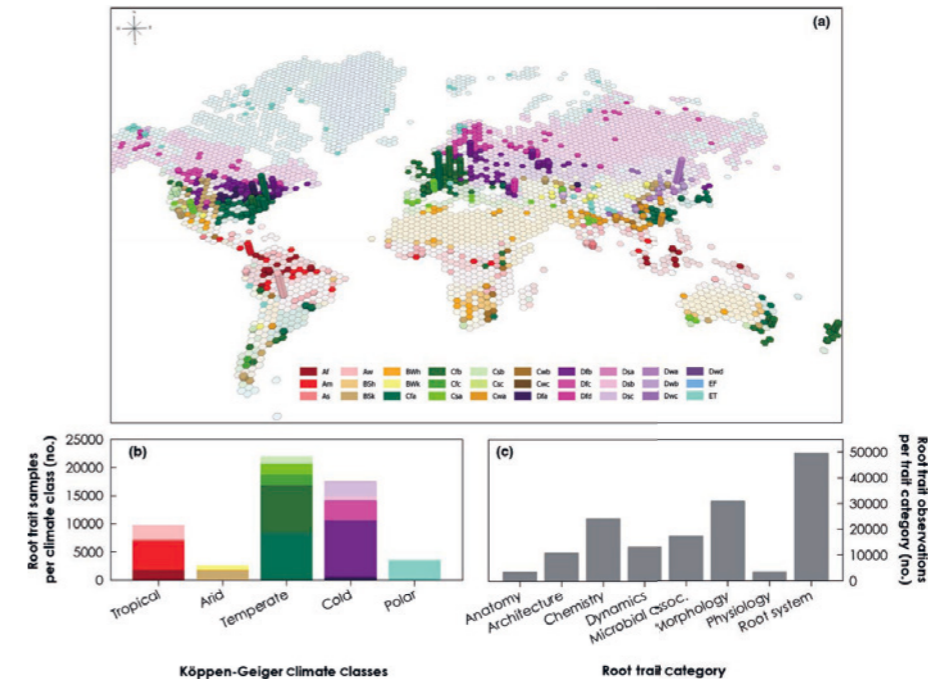 (a)
Af Aw BWh Cfb Csb Cwb Dfb Dsa Dwa Dwd
Am BSh BWk Cfc Csc Cwc Dfc Dsb Dwb EF
As BSk Cfa Csa Cwa Dfa Dfd Dsc Dwc ET
(b)
Root trait samples
per climate class (no.)
25000
20000
15000
10000
5000
0
Tropical
Arid
Temperate
Cold
Polar
Köppen-Geiger climate classes
(c)
50000
40000
30000
20000
10000
0
Root trait observations
per trait category (no.)
Anatomy
Architecture
Chemistry
Dynamics
Microbial assoc.
Morphology
Physiology
Root system
Root trait category